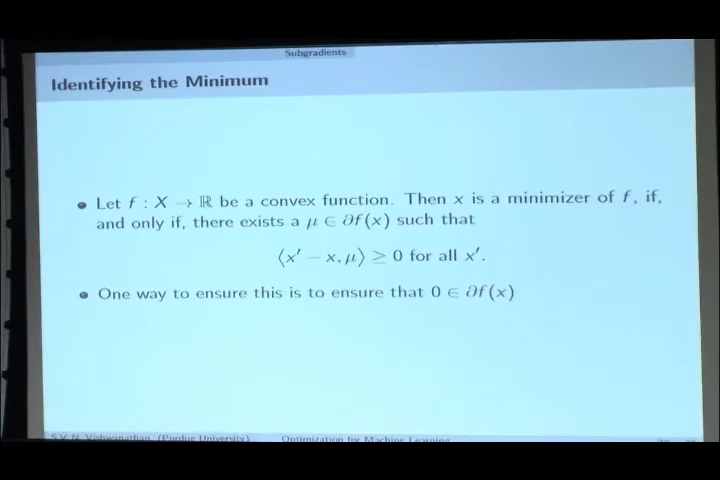 Subgradients
Identifying the Minimum
Let f : X → ℝ be a convex function. Then x is a minimizer of f, if,
and only if, there exists a μ ∈ ∂f(x) such that
⟨x′ − x, μ⟩ ≥ 0 for all x′.
One way to ensure this is to ensure that 0 ∈ ∂f(x)
S.V. N. Vishwanathan (Purdue University) Optimization for Machine Learning